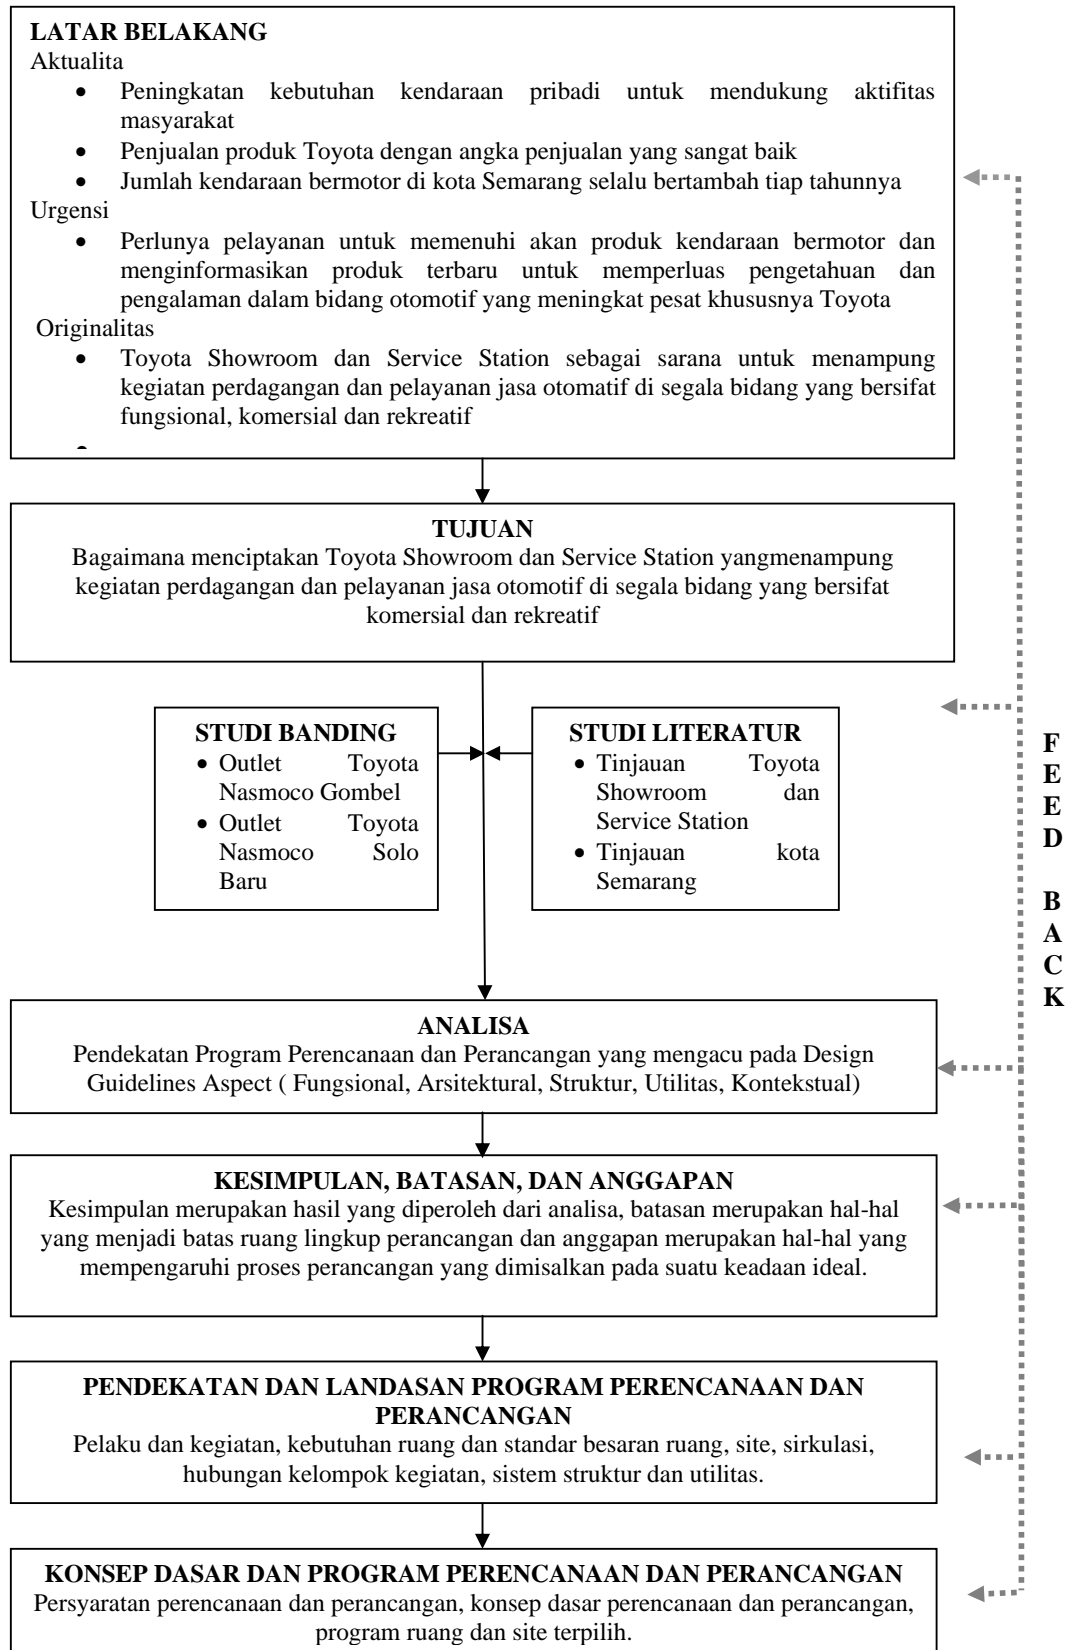 LATAR BELAKANG
Aktualita
• Peningkatan kebutuhan kendaraan pribadi untuk mendukung aktifitas
masyarakat
• Penjualan produk Toyota dengan angka penjualan yang sangat baik
• Jumlah kendaraan bermotor di kota Semarang selalu bertambah tiap tahunnya
Urgensi
• Perlunya pelayanan untuk memenuhi akan produk kendaraan bermotor dan
menginformasikan produk terbaru untuk memperluas pengetahuan dan
pengalaman dalam bidang otomotif yang meningkat pesat khususnya Toyota
Originalitas
• Toyota Showroom dan Service Station sebagai sarana untuk menampung
kegiatan perdagangan dan pelayanan jasa otomatif di segala bidang yang bersifat
fungsional, komersial dan rekreatif
•
TUJUAN
Bagaimana menciptakan Toyota Showroom dan Service Station yangmenampung
kegiatan perdagangan dan pelayanan jasa otomotif di segala bidang yang bersifat
komersial dan rekreatif
STUDI BANDING
• Outlet Toyota
Nasmoco Gombel
• Outlet Toyota
Nasmoco Solo
Baru
STUDI LITERATUR
• Tinjauan Toyota
Showroom dan
Service Station
• Tinjauan kota
Semarang
ANALISA
Pendekatan Program Perencanaan dan Perancangan yang mengacu pada Design
Guidelines Aspect ( Fungsional, Arsitektural, Struktur, Utilitas, Kontekstual)
KESIMPULAN, BATASAN, DAN ANGGAPAN
Kesimpulan merupakan hasil yang diperoleh dari analisa, batasan merupakan hal-hal
yang menjadi batas ruang lingkup perancangan dan anggapan merupakan hal-hal yang
mempengaruhi proses perancangan yang dimisalkan pada suatu keadaan ideal.
PENDEKATAN DAN LANDASAN PROGRAM PERENCANAAN DAN
PERANCANGAN
Pelaku dan kegiatan, kebutuhan ruang dan standar besaran ruang, site, sirkulasi,
hubungan kelompok kegiatan, sistem struktur dan utilitas.
KONSEP DASAR DAN PROGRAM PERENCANAAN DAN PERANCANGAN
Persyaratan perencanaan dan perancangan, konsep dasar perencanaan dan perancangan,
program ruang dan site terpilih.
F
E
E
D
B
A
C
K